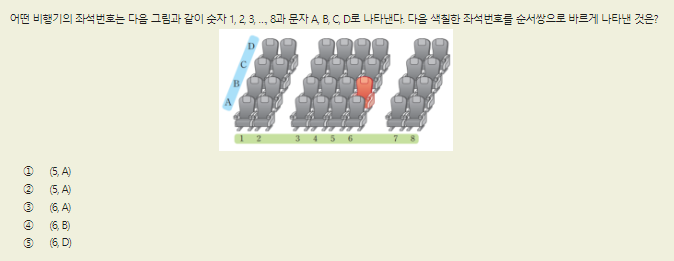 어떤 비행기의 좌석번호는 다음 그림과 같이 숫자 1, 2, 3, .., 8과 문자 A, B, C, D로 나타낸다. 다음 색칠한 좌석번호를 순서쌍으로 바르게 나타낸 것은?
D
C
B
A
1 2 3 4 5 6 7 8
① (5, A)
② (5, A)
③ (6, A)
④ (6, B)
⑤ (6, D)